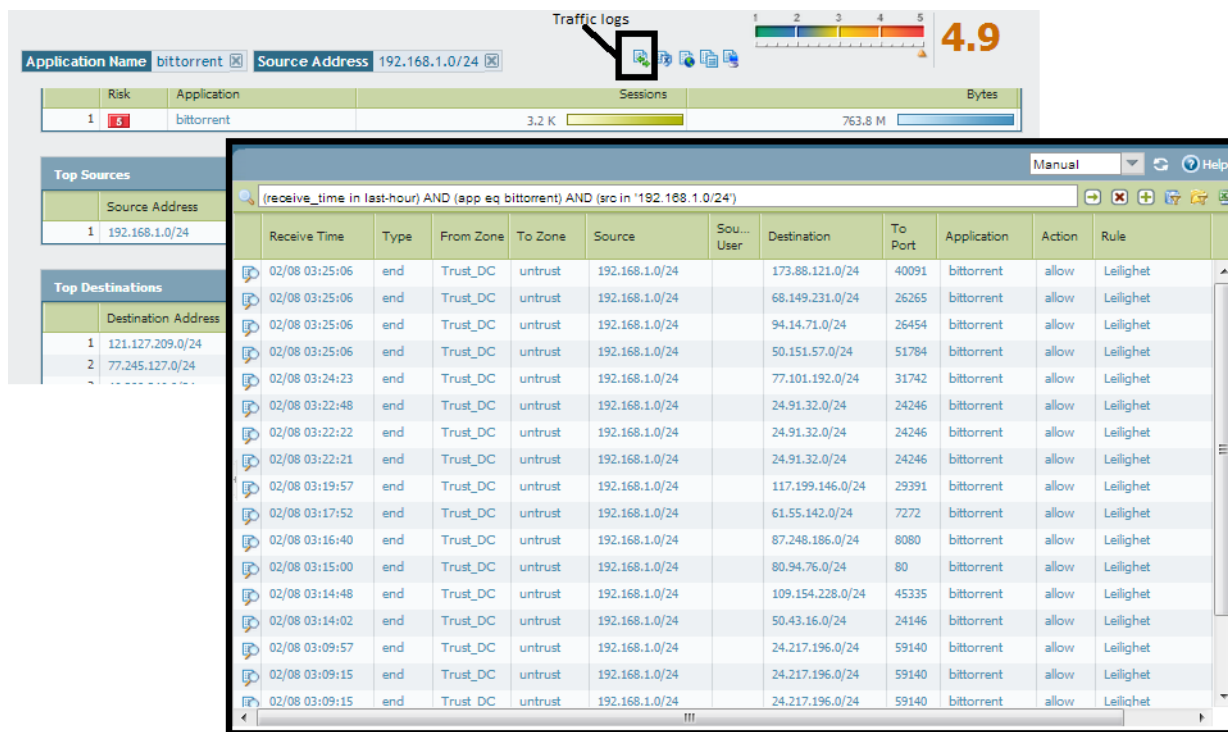 Traffic logs
1 2 3 4 5
4.9
Application Name bittorrent Source Address 192.168.1.0/24
Risk Application Sessions Bytes
1 5 bittorrent 3.2 K 763.8 M
Top Sources
Source Address
1 192.168.1.0/24
Top Destinations
Destination Address
1 121.127.209.0/24
2 77.245.127.0/24
Manual Help
(receive_time in last-hour) AND (app eq bittorrent) AND (src in '192.168.1.0/24')
Receive Time Type From Zone To Zone Source Sou... User Destination To Port Application Action Rule
02/08 03:25:06 end Trust_DC untrust 192.168.1.0/24 173.88.121.0/24 40091 bittorrent allow Leilighet
02/08 03:25:06 end Trust_DC untrust 192.168.1.0/24 68.149.231.0/24 26265 bittorrent allow Leilighet
02/08 03:25:06 end Trust_DC untrust 192.168.1.0/24 94.14.71.0/24 26454 bittorrent allow Leilighet
02/08 03:25:06 end Trust_DC untrust 192.168.1.0/24 50.151.57.0/24 51784 bittorrent allow Leilighet
02/08 03:24:23 end Trust_DC untrust 192.168.1.0/24 77.101.192.0/24 31742 bittorrent allow Leilighet
02/08 03:22:48 end Trust_DC untrust 192.168.1.0/24 24.91.32.0/24 24246 bittorrent allow Leilighet
02/08 03:22:22 end Trust_DC untrust 192.168.1.0/24 24.91.32.0/24 24246 bittorrent allow Leilighet
02/08 03:22:21 end Trust_DC untrust 192.168.1.0/24 24.91.32.0/24 24246 bittorrent allow Leilighet
02/08 03:19:57 end Trust_DC untrust 192.168.1.0/24 117.199.146.0/24 29391 bittorrent allow Leilighet
02/08 03:17:52 end Trust_DC untrust 192.168.1.0/24 61.55.142.0/24 7272 bittorrent allow Leilighet
02/08 03:16:40 end Trust_DC untrust 192.168.1.0/24 87.248.186.0/24 8080 bittorrent allow Leilighet
02/08 03:15:00 end Trust_DC untrust 192.168.1.0/24 80.94.76.0/24 80 bittorrent allow Leilighet
02/08 03:14:48 end Trust_DC untrust 192.168.1.0/24 109.154.228.0/24 45335 bittorrent allow Leilighet
02/08 03:14:02 end Trust_DC untrust 192.168.1.0/24 50.43.16.0/24 24146 bittorrent allow Leilighet
02/08 03:09:57 end Trust_DC untrust 192.168.1.0/24 24.217.196.0/24 59140 bittorrent allow Leilighet
02/08 03:09:15 end Trust_DC untrust 192.168.1.0/24 24.217.196.0/24 59140 bittorrent allow Leilighet
02/08 03:09:15 end Trust_DC untrust 192.168.1.0/24 24.217.196.0/24 59140 bittorrent allow Leilighet